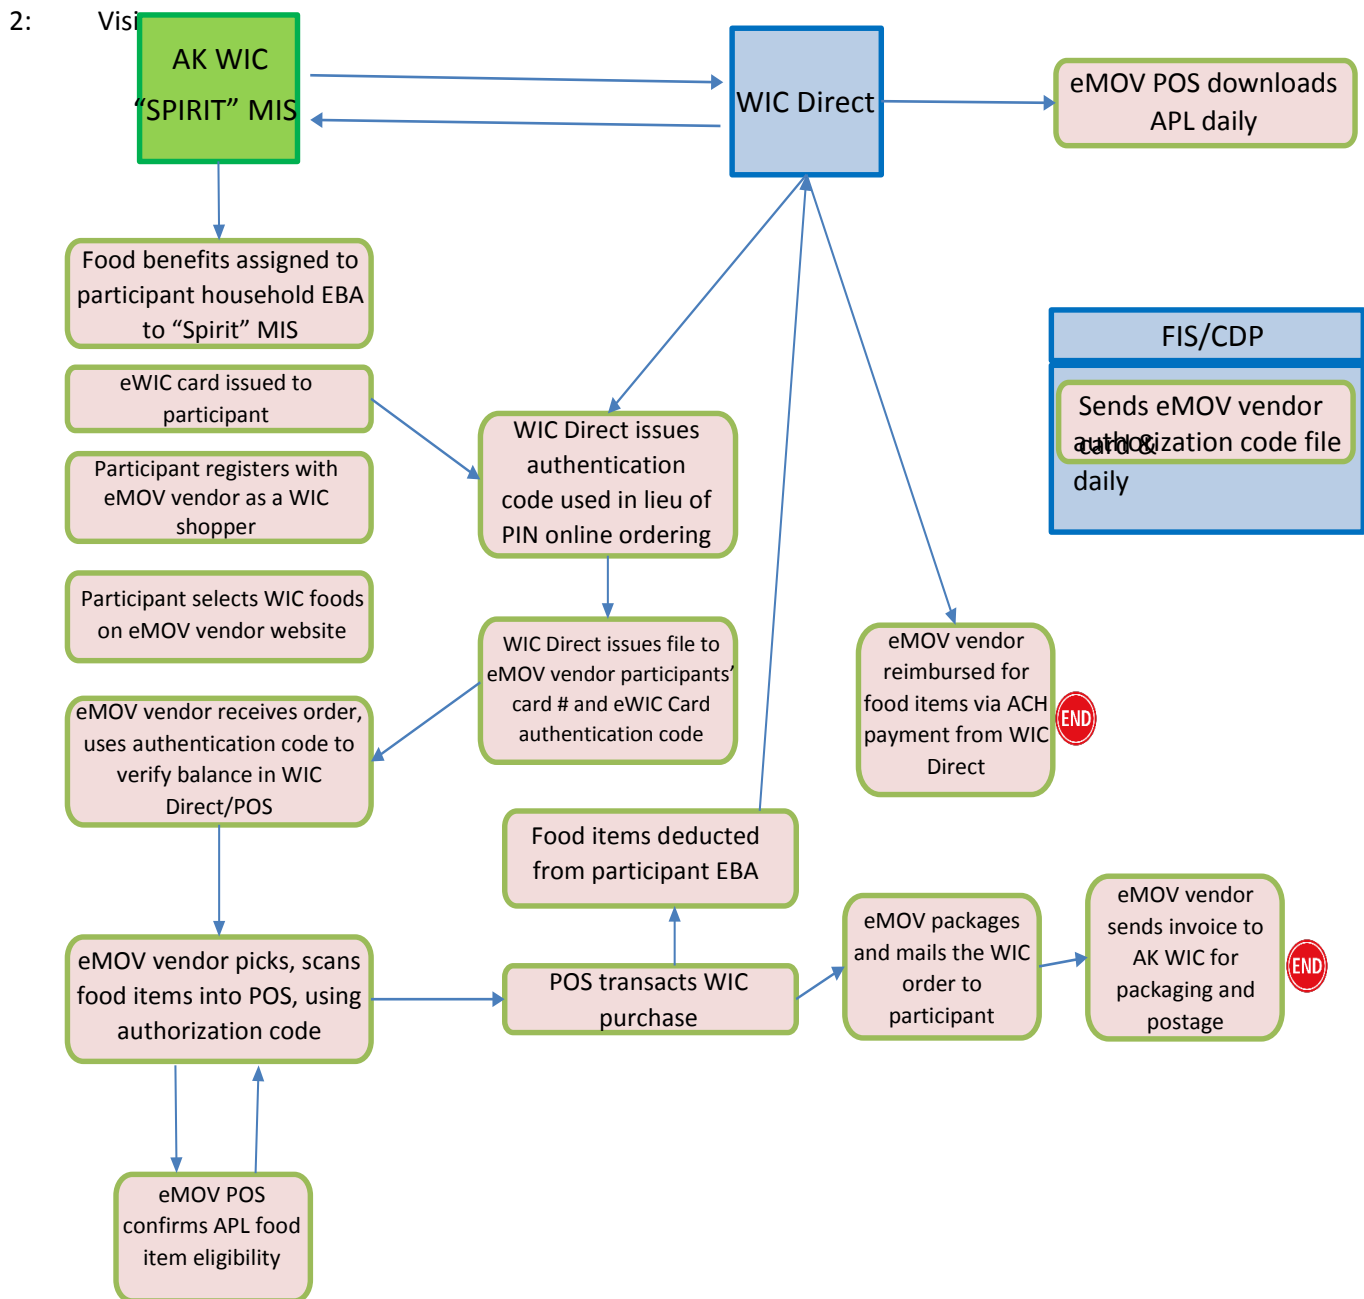 2: Visi
AK WIC
“SPIRIT” MIS
WIC Direct
eMOV POS downloads
APL daily
Food benefits assigned to
participant household EBA
to “Spirit” MIS
FIS/CDP
Sends eMOV vendor
card &
authorization code file
daily
eWIC card issued to
participant
WIC Direct issues
authentication
code used in lieu of
PIN online ordering
Participant registers with
eMOV vendor as a WIC
shopper
Participant selects WIC foods
on eMOV vendor website
WIC Direct issues file to
eMOV vendor participants’
card # and eWIC Card
authentication code
eMOV vendor
reimbursed for
food items via ACH
payment from WIC
Direct
END
eMOV vendor receives order,
uses authentication code to
verify balance in WIC
Direct/POS
Food items deducted
from participant EBA
eMOV vendor picks, scans
food items into POS, using
authorization code
POS transacts WIC
purchase
eMOV packages
and mails the WIC
order to
participant
eMOV vendor
sends invoice to
AK WIC for
packaging and
postage
END
eMOV POS
confirms APL food
item eligibility